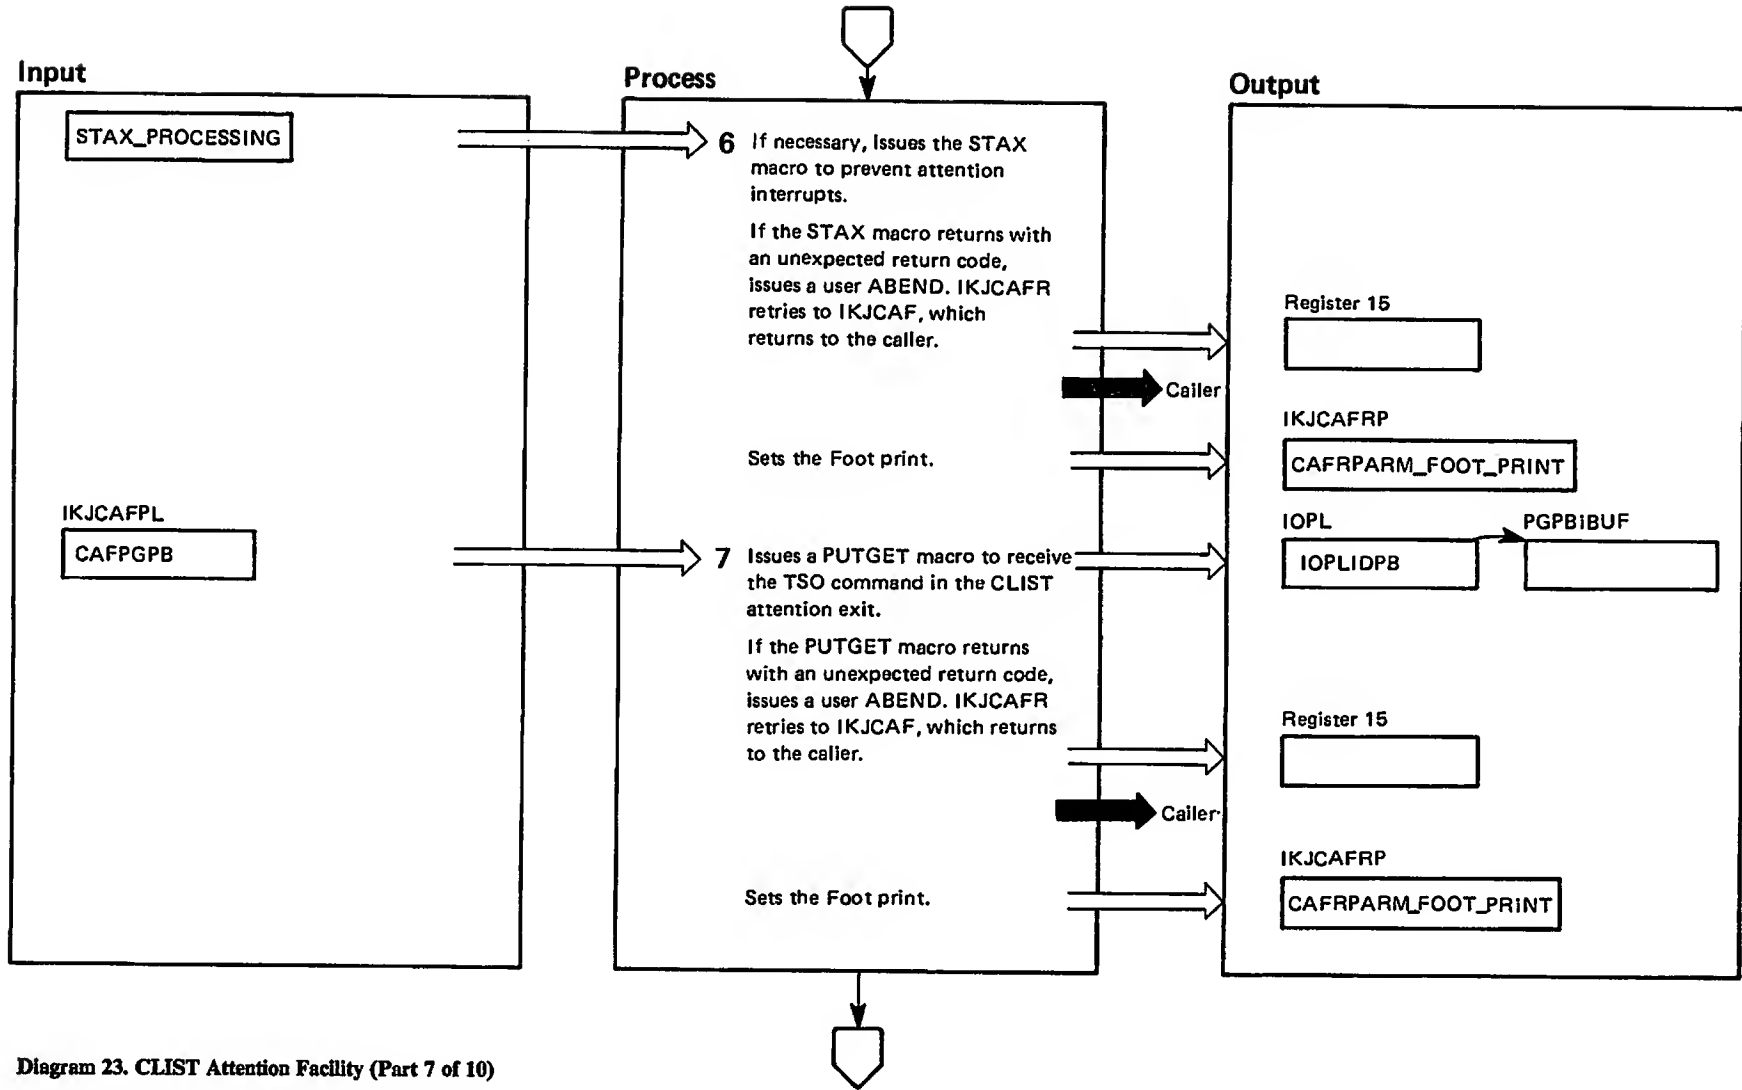 Input
Process
Output
STAX_PROCESSING
6 If necessary, Issues the STAX
macro to prevent attention
interrupts.
If the STAX macro returns with
an unexpected return code,
issues a user ABEND. IKJCAFR
retries to IKJCAF, which
returns to the caller.
Register 15
Caller
IKJCAFRP
Sets the Foot print.
CAFRPARM_FOOT_PRINT
IKJCAFPL
CAFPGPB
IOPL
PGPBIBUF
7 Issues a PUTGET macro to receive
the TSO command in the CLIST
attention exit.
IOPLIDPB
If the PUTGET macro returns
with an unexpected return code,
issues a user ABEND. IKJCAFR
retries to IKJCAF, which returns
to the caller.
Register 15
Caller
IKJCAFRP
Sets the Foot print.
CAFRPARM_FOOT_PRINT
Diagram 23. CLIST Attention Facility (Part 7 of 10)